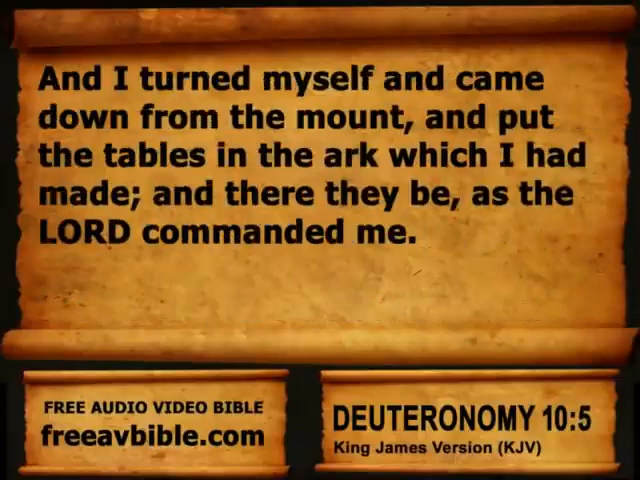 And I turned myself and came
down from the mount, and put
the tables in the ark which I had
made; and there they be, as the
LORD commanded me.
FREE AUDIO VIDEO BIBLE
freeavbible.com
DEUTERONOMY 10:5
King James Version (KJV)